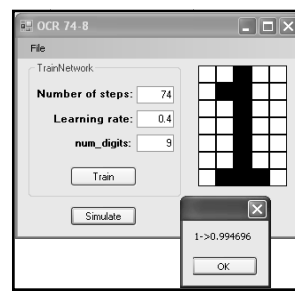 OCR 74-8
File
TrainNetwork
Number of steps: 74
Learning rate: 0.4
num_digits: 9
Train
Simulate
1->0.994696
OK